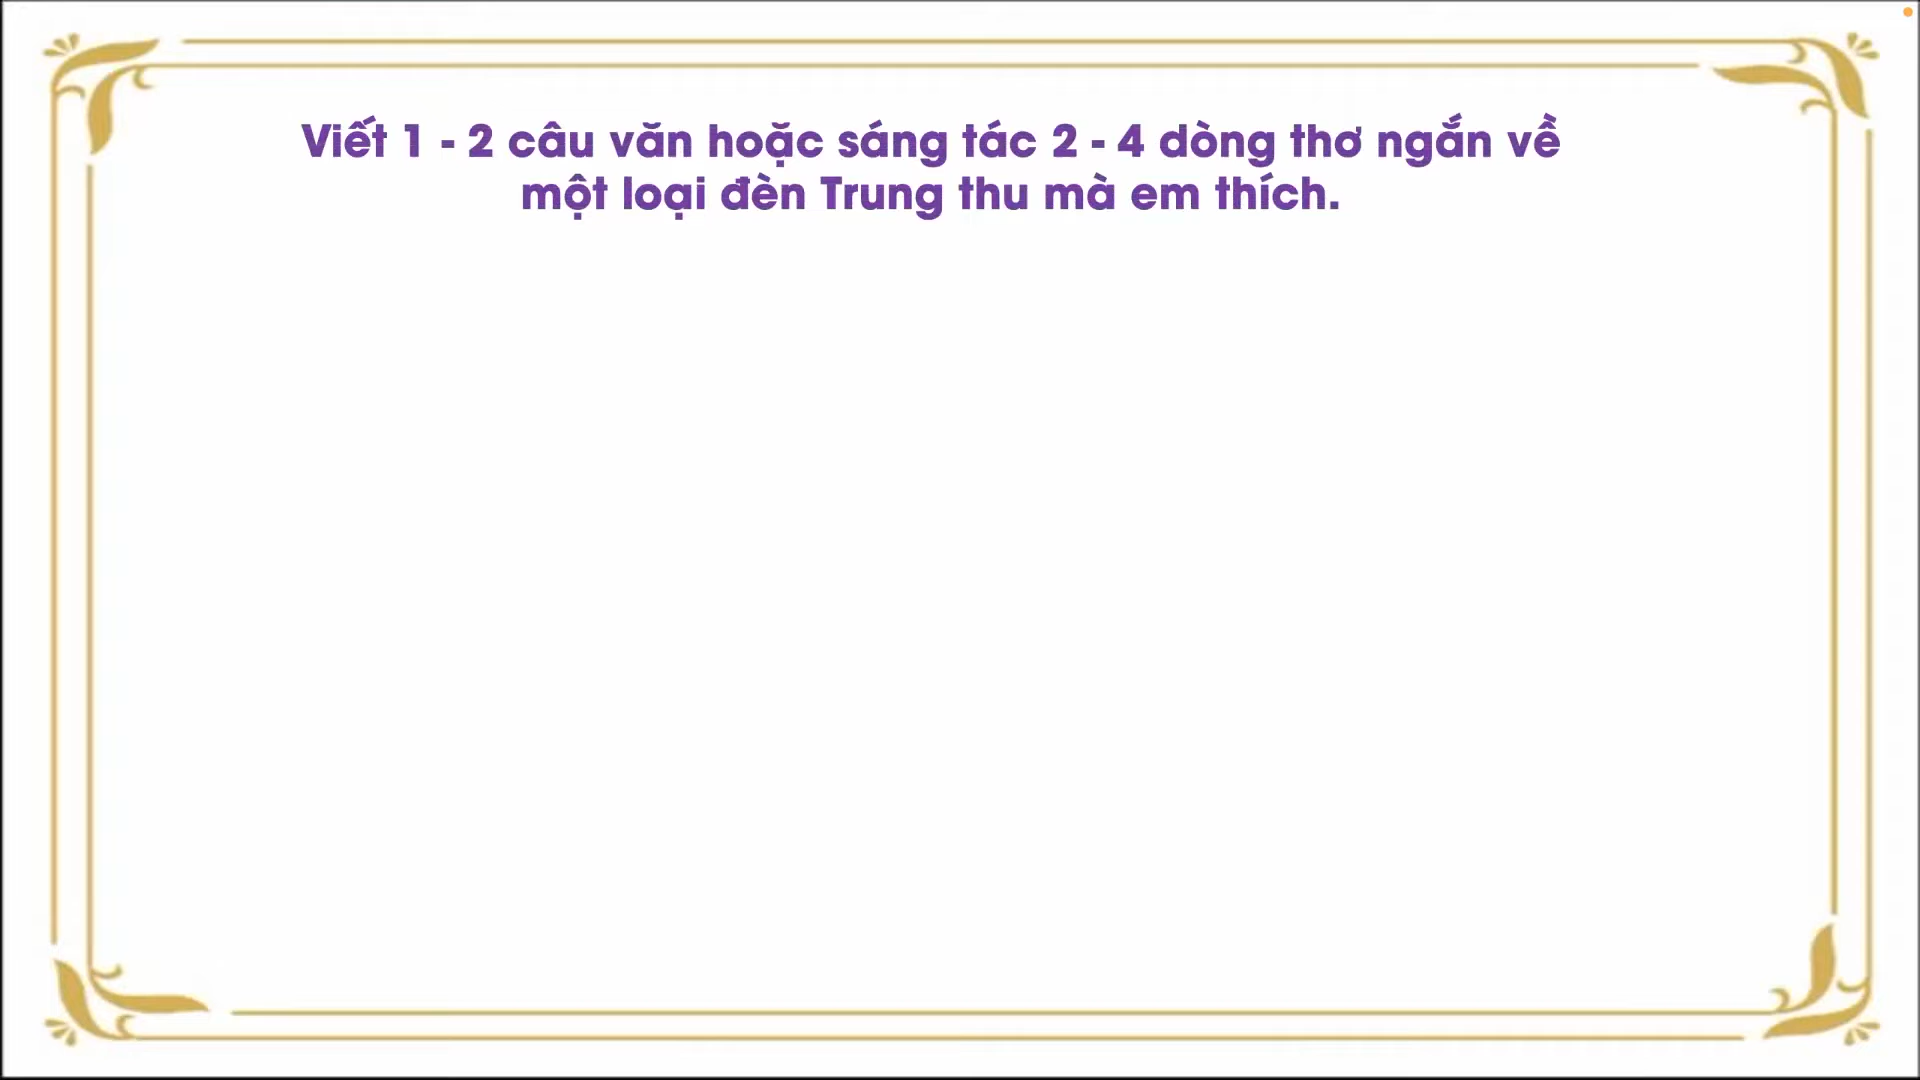 Viết 1 - 2 câu văn hoặc sáng tác 2 - 4 dòng thơ ngắn về
một loại đèn Trung thu mà em thích.